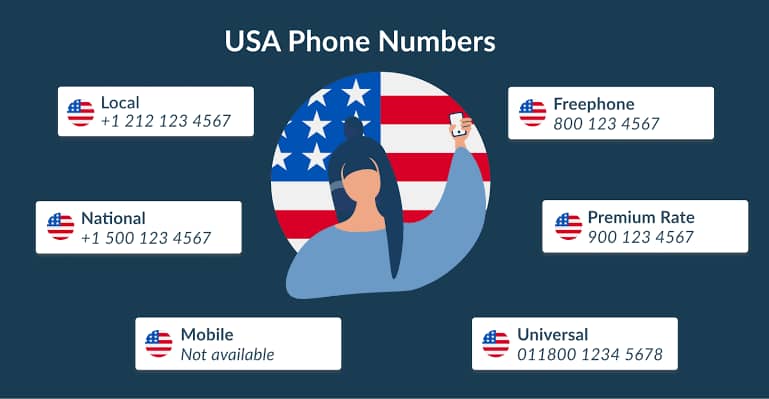 USA Phone Numbers
Local
+1 212 123 4567
Freephone
800 123 4567
National
+1 500 123 4567
Premium Rate
900 123 4567
Mobile
Not available
Universal
011800 1234 5678